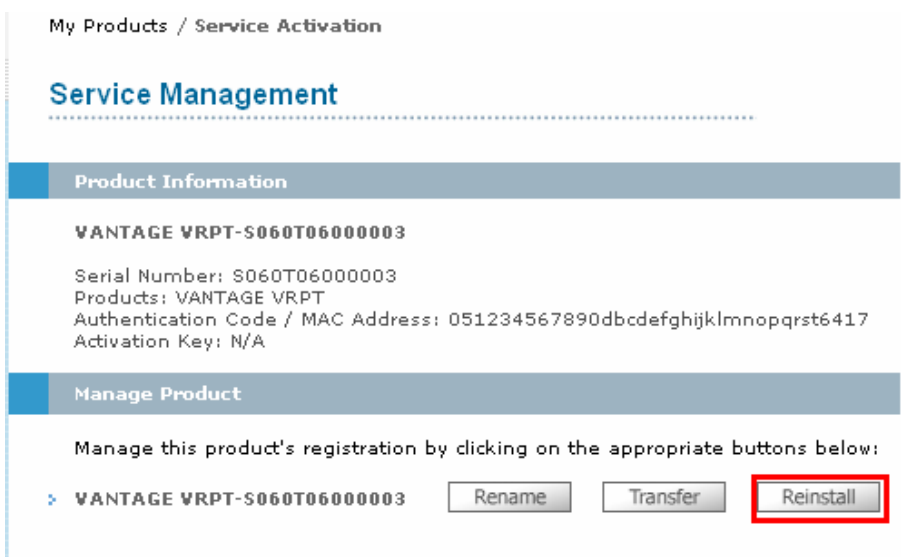 My Products / Service Activation
Service Management
Product Information
VANTAGE VRPT-S060T06000003
Serial Number: S060T06000003
Products: VANTAGE VRPT
Authentication Code / MAC Address: 051234567890dbcdefghijklmnopqrst6417
Activation Key: N/A
Manage Product
Manage this product's registration by clicking on the appropriate buttons below:
VANTAGE VRPT-S060T06000003 Rename Transfer Reinstall